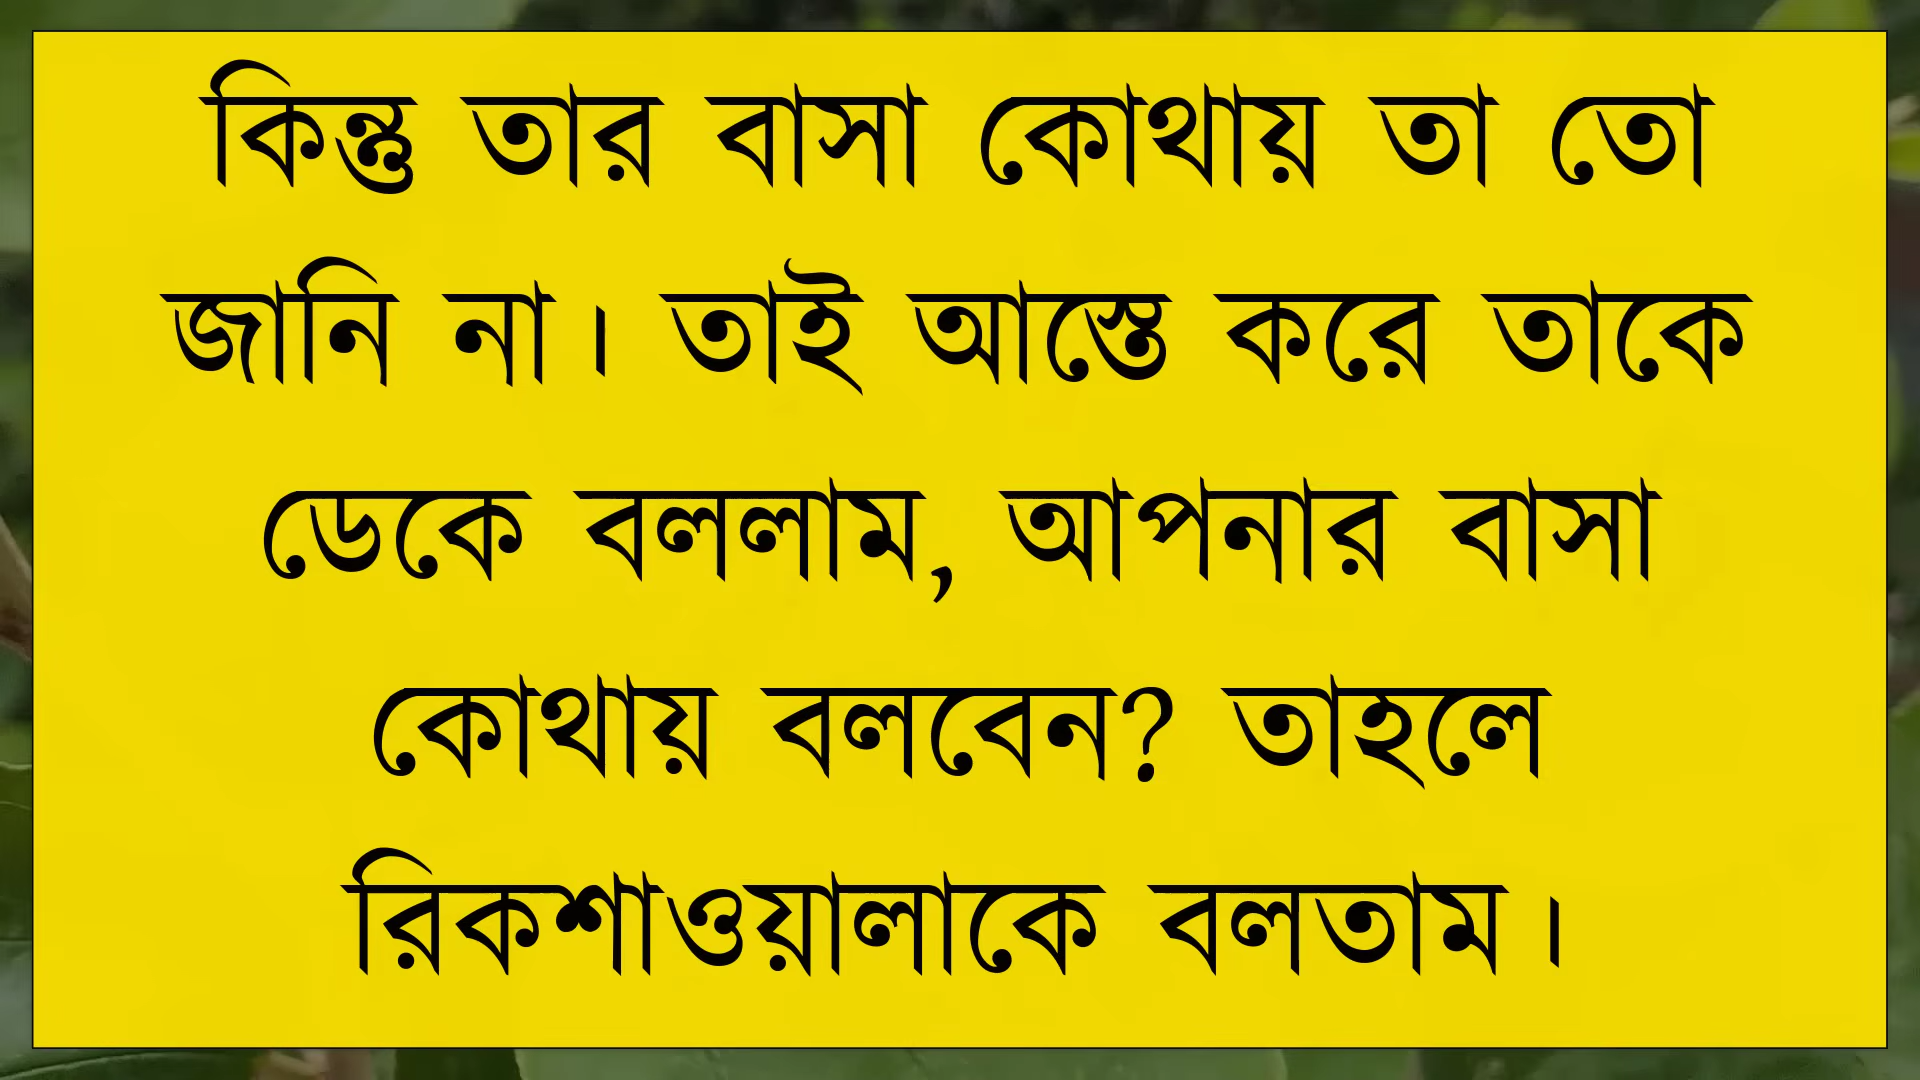 কিন্তু তার বাসা কোথায় তা তো
জানি না। তাই আস্তে করে তাকে
ডেকে বললাম, আপনার বাসা
কোথায় বলবেন? তাহলে
রিকশাওয়ালাকে বলতাম।